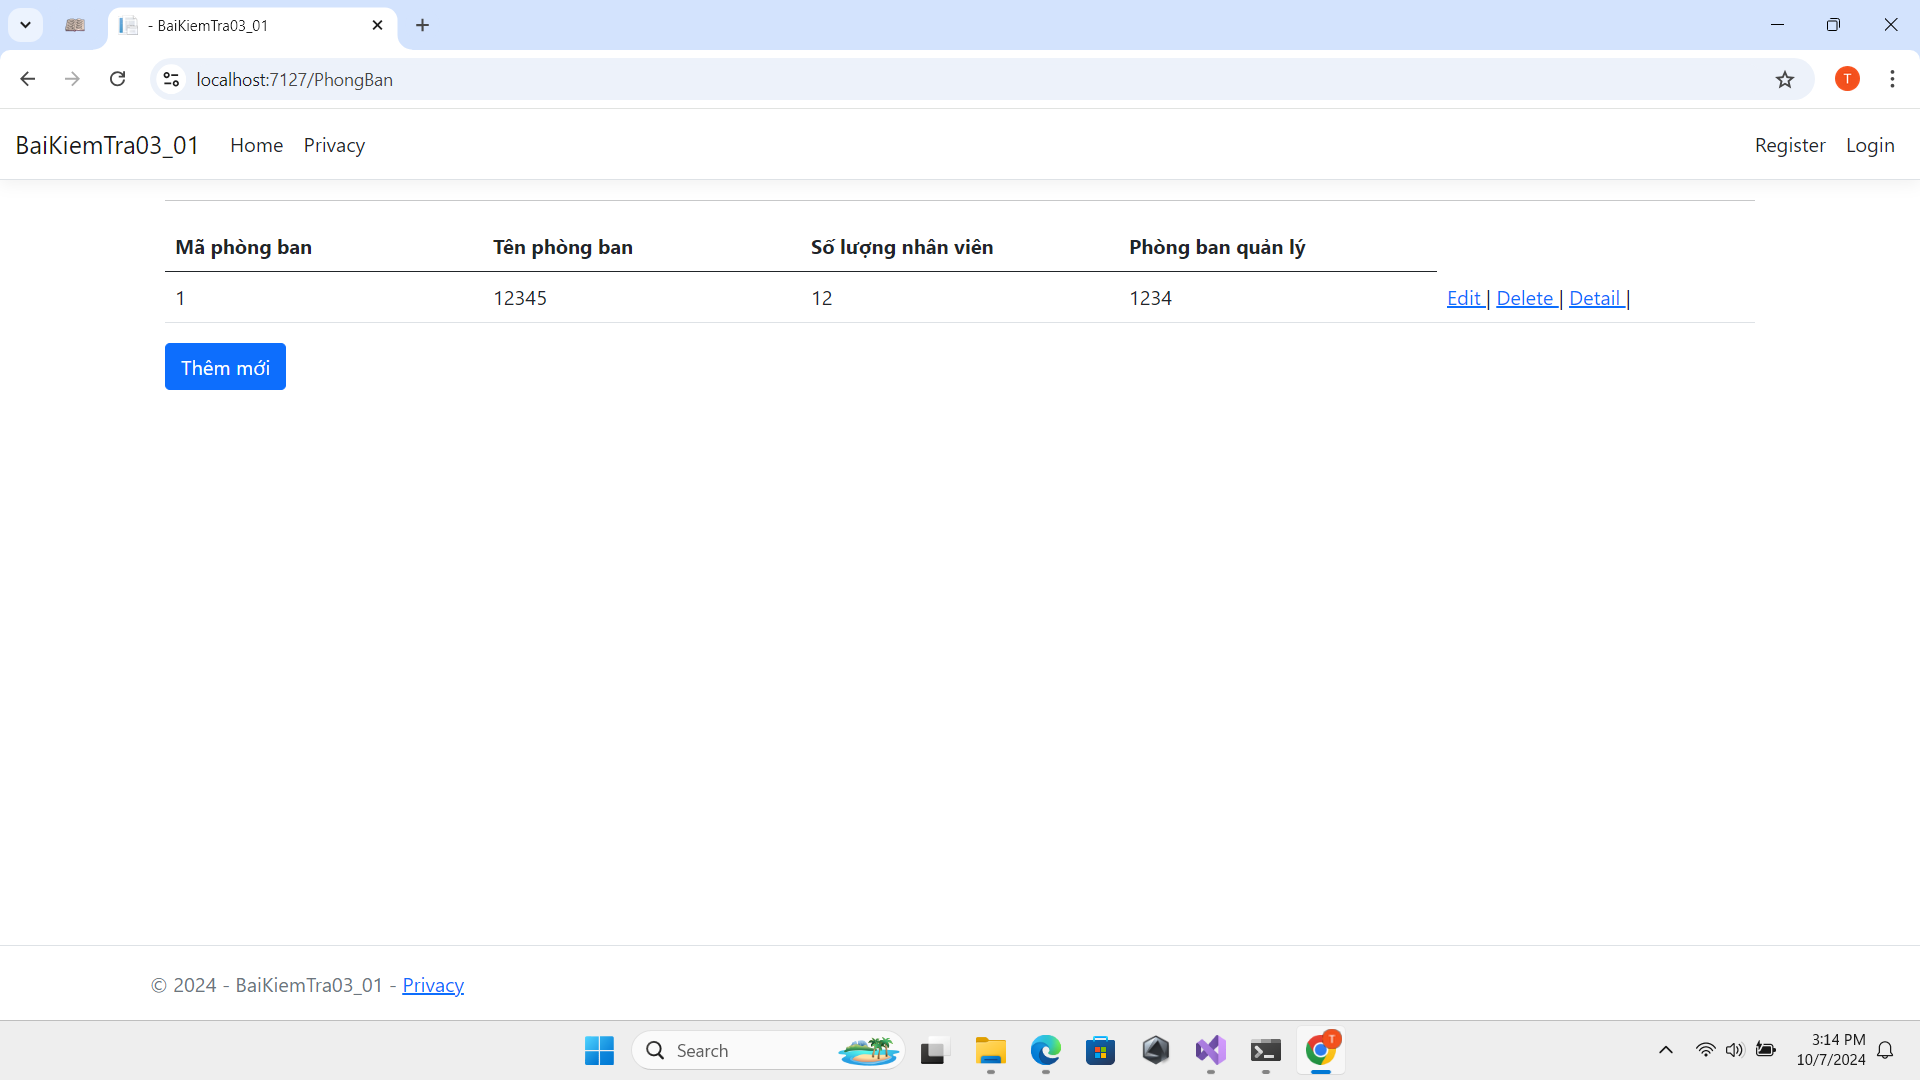 - BaiKiemTra03_01
localhost:7127/PhongBan
T
BaiKiemTra03_01 Home Privacy Register Login
Mã phòng ban Tên phòng ban Số lượng nhân viên Phòng ban quản lý
1 12345 12 1234 Edit | Delete | Detail |
Thêm mới
© 2024 - BaiKiemTra03_01 - Privacy
Search
T
3:14 PM
10/7/2024